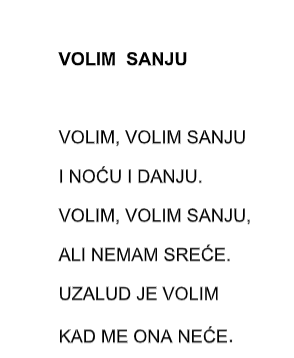 VOLIM  SANJU
VOLIM, VOLIM SANJU
I NOĆU I DANJU.
VOLIM, VOLIM SANJU,
ALI NEMAM SREĆE.
UZALUD JE VOLIM
KAD ME ONA NEĆE.